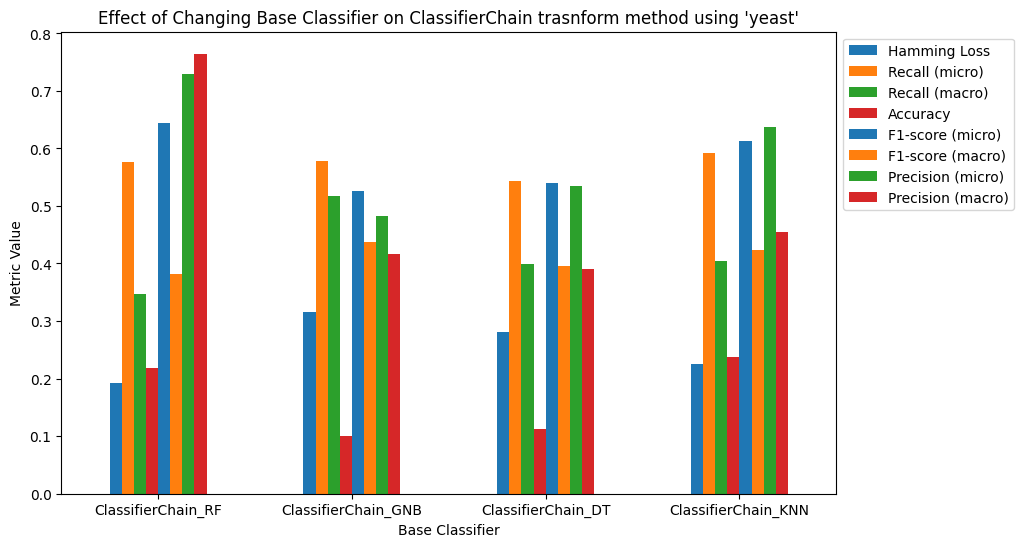 Effect of Changing Base Classifier on ClassifierChain trasnform method using 'yeast'
Metric Value
0.8
0.7
0.6
0.5
0.4
0.3
0.2
0.1
0.0
ClassifierChain_RF
ClassifierChain_GNB
ClassifierChain_DT
ClassifierChain_KNN
Base Classifier
Hamming Loss
Recall (micro)
Recall (macro)
Accuracy
F1-score (micro)
F1-score (macro)
Precision (micro)
Precision (macro)